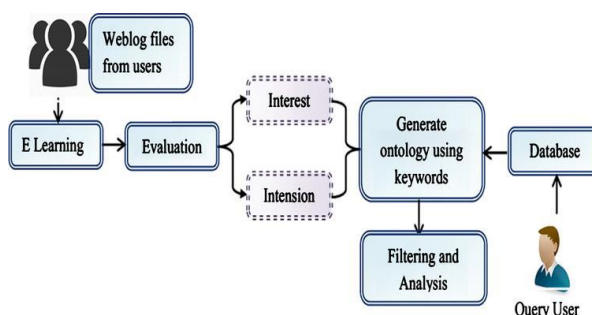 Weblog files
from users
E Learning
Evaluation
Interest
Intension
Generate
ontology using
keywords
Database
Filtering and
Analysis
Query User